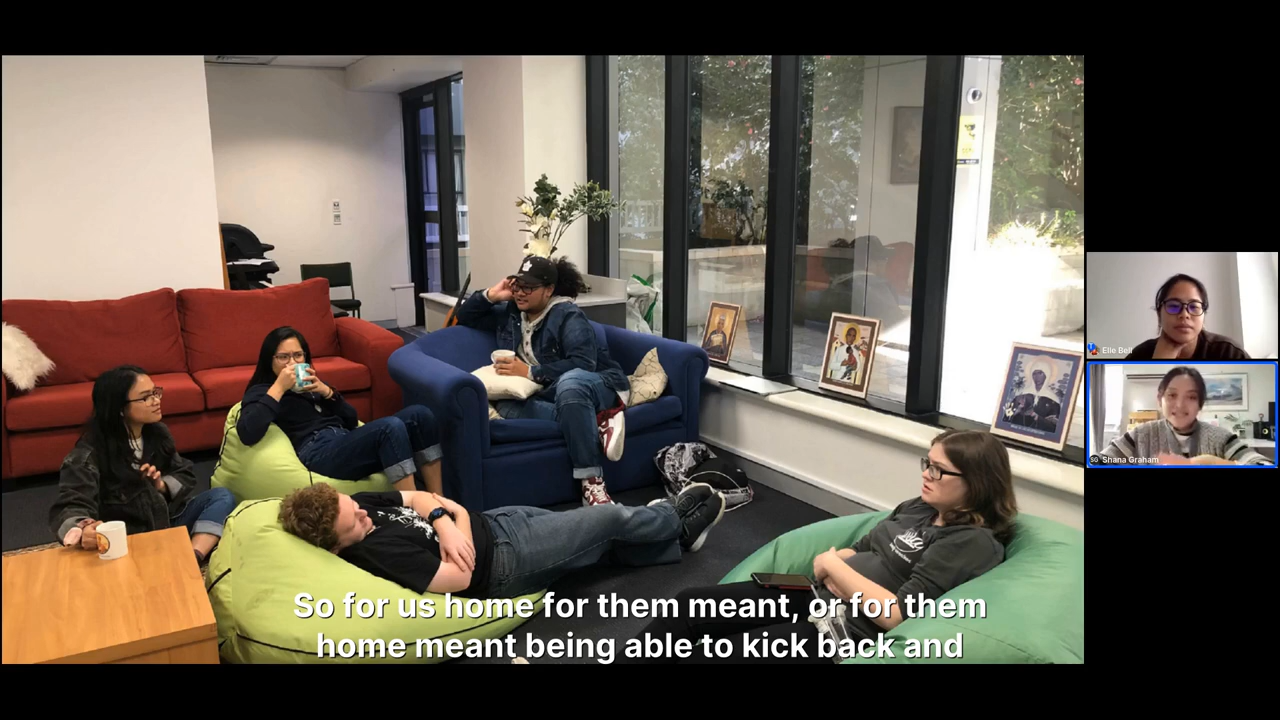 Elle Bell
SG Shana Graham
So for us home for them meant, or for them
home meant being able to kick back and